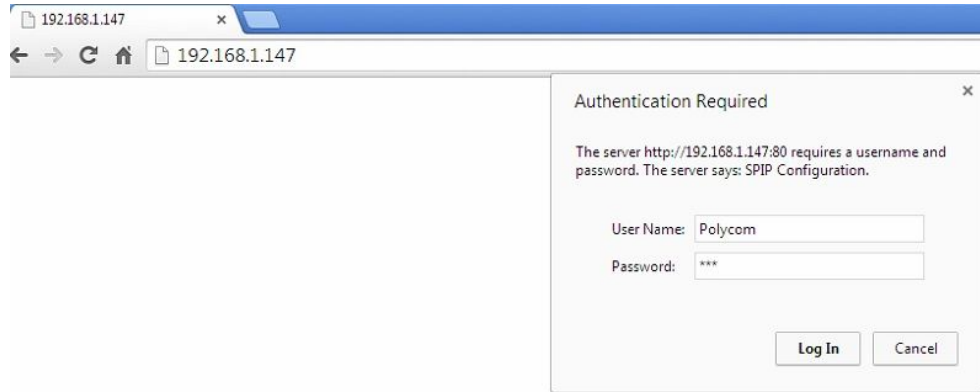 192.168.1.147
192.168.1.147
Authentication Required
The server http://192.168.1.147:80 requires a username and
password. The server says: SPIP Configuration.
User Name: Polycom
Password: ***
Log In Cancel